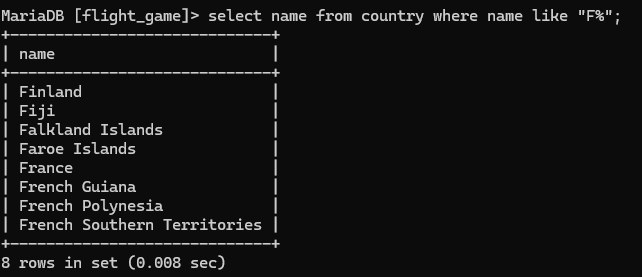 MariaDB [flight_game]> select name from country where name like "F%";
+----------------------------+
| name                       |
+----------------------------+
| Finland                    |
| Fiji                       |
| Falkland Islands           |
| Faroe Islands              |
| France                     |
| French Guiana              |
| French Polynesia           |
| French Southern Territories |
+----------------------------+
8 rows in set (0.008 sec)